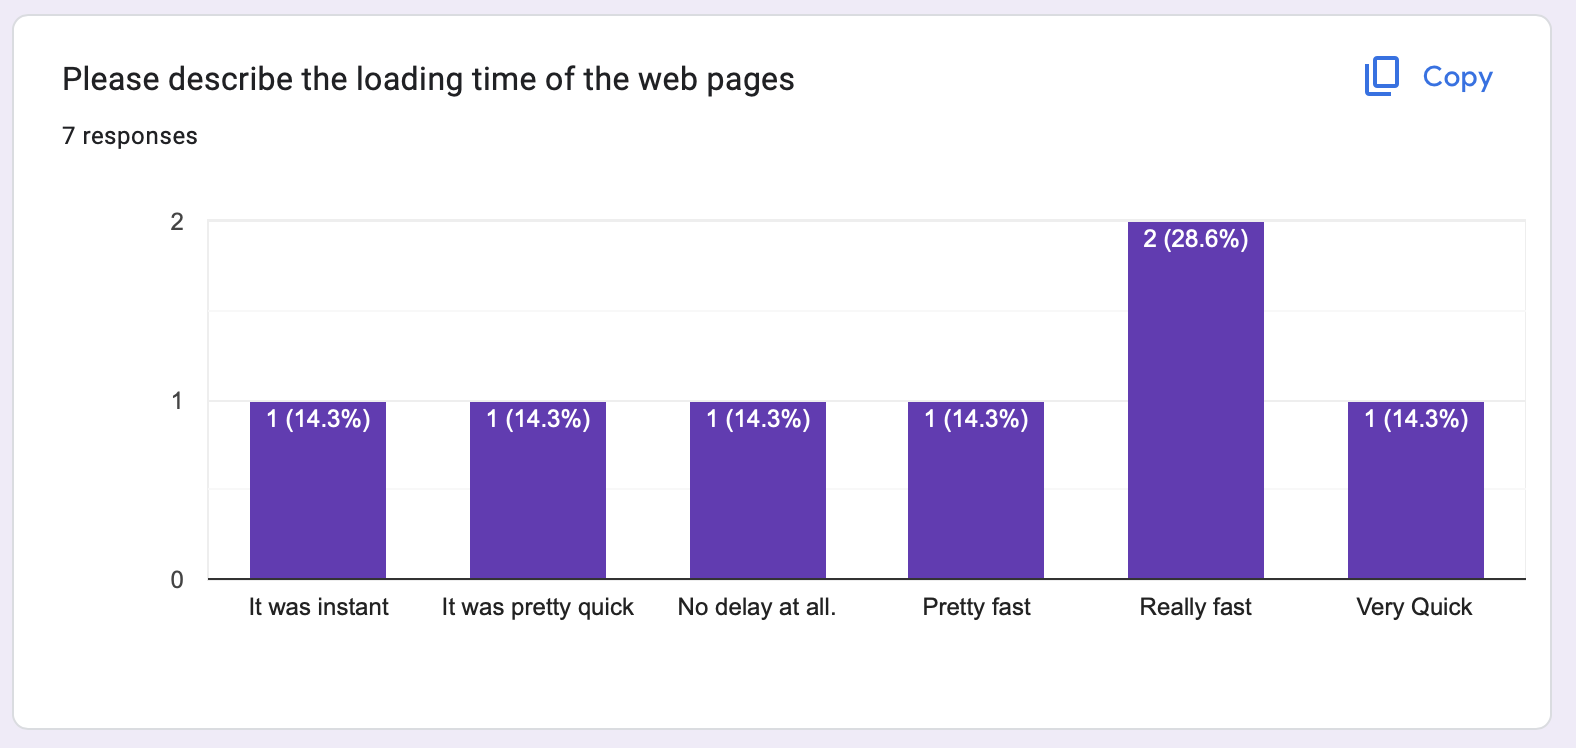 Please describe the loading time of the web pages
Copy
7 responses
2
2 (28.6%)
1
1 (14.3%)
1 (14.3%)
1 (14.3%)
1 (14.3%)
1 (14.3%)
0
It was instant
It was pretty quick
No delay at all.
Pretty fast
Really fast
Very Quick